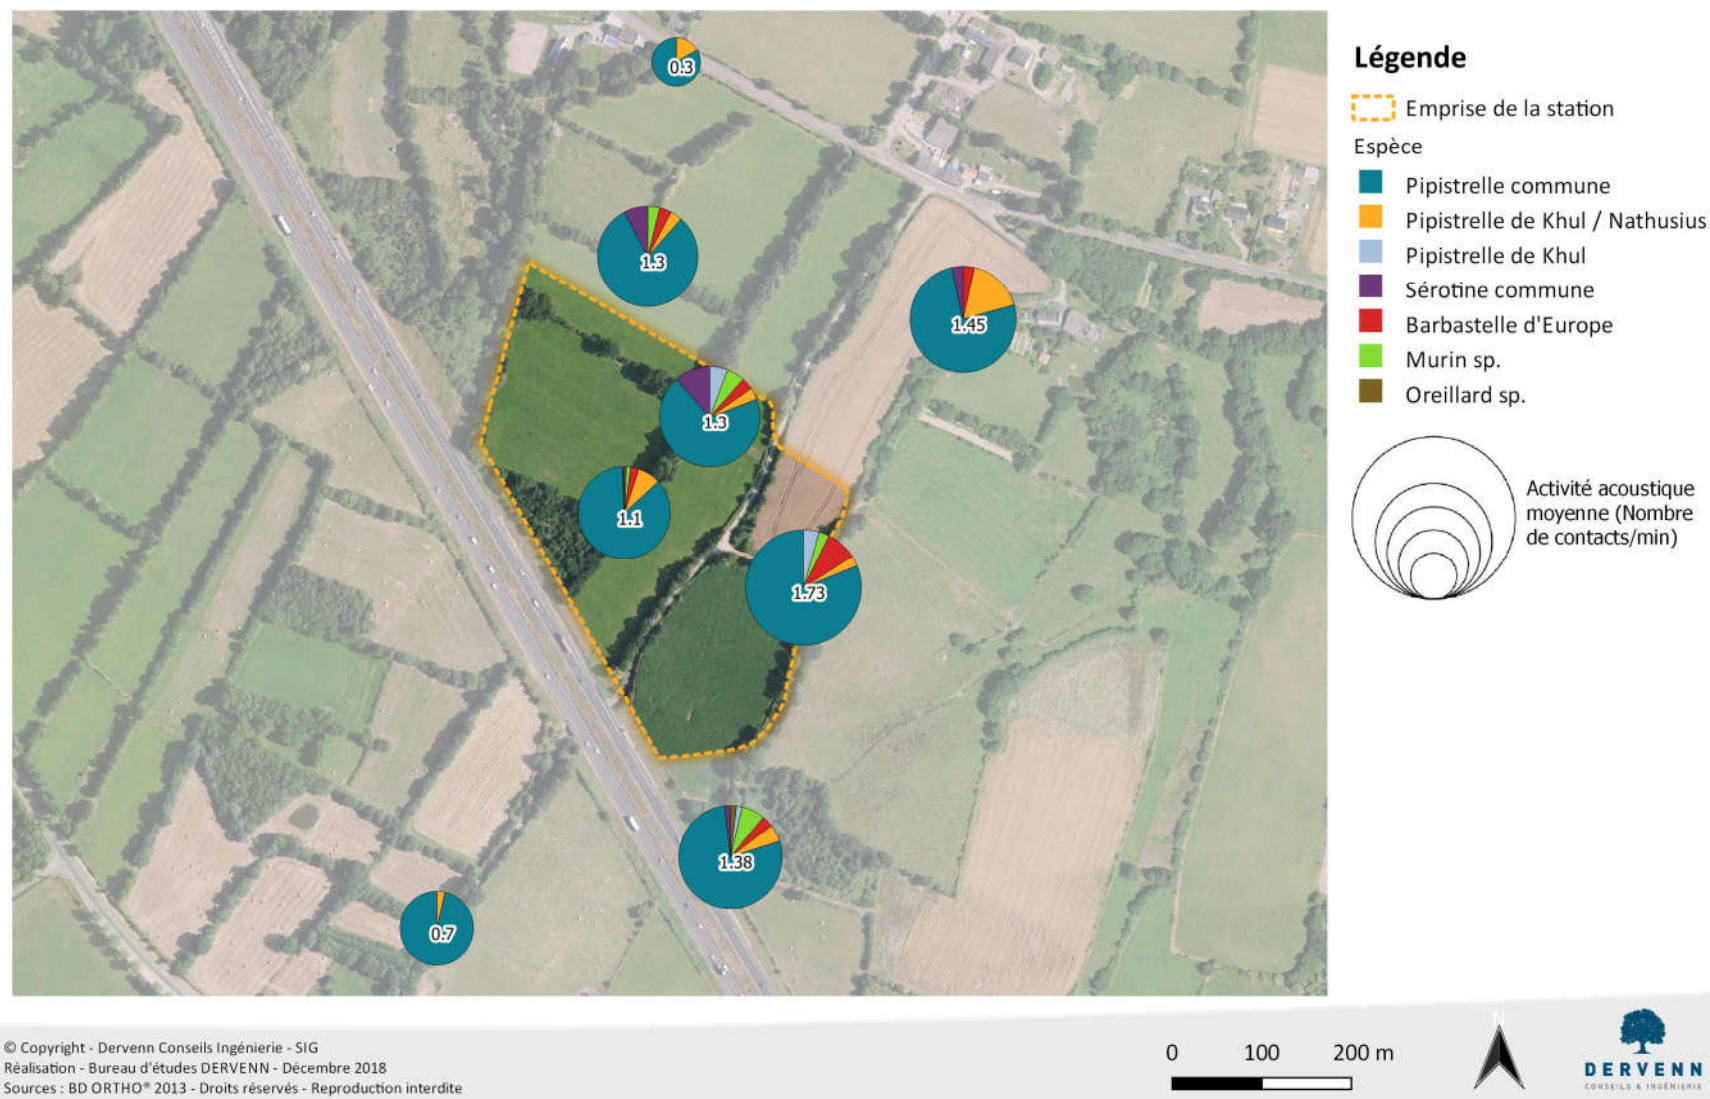 0.3
1.3
1.45
1.3
1.1
1.73
1.38
0.7
Légende
Emprise de la station
Espèce
Pipistrelle commune
Pipistrelle de Khul / Nathusius
Pipistrelle de Khul
Sérotine commune
Barbastelle d'Europe
Murin sp.
Oreillard sp.
Activité acoustique
moyenne (Nombre
de contacts/min)
© Copyright - Dervenn Conseils Ingénierie - SIG
Réalisation - Bureau d'études DERVENN - Décembre 2018
Sources : BD ORTHO® 2013 - Droits réservés - Reproduction interdite
0 100 200 m
N
DERVENN
CONSEILS & INGÉNIERIE